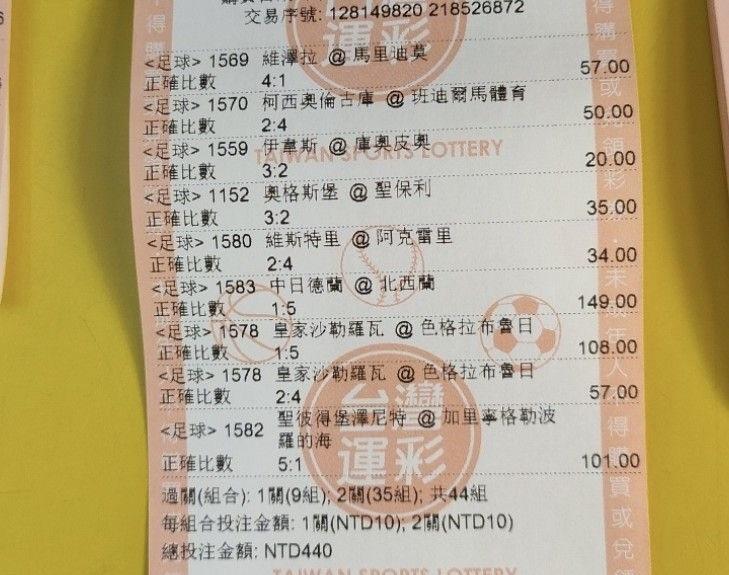 交易序號: 128149820 218526872
<足球> 1569 維澤拉 @ 馬里迪莫 57.00
正確比數 4:1
<足球> 1570 柯西奧倫古庫 @ 班迪爾馬體育 50.00
正確比數 2:4
<足球> 1559 伊韋斯 @ 庫奧皮奧 20.00
正確比數 3:2
<足球> 1152 奧格斯堡 @ 聖保利 35.00
正確比數 3:2
<足球> 1580 維斯特里 @ 阿克雷里 34.00
正確比數 2:4
<足球> 1583 中日德蘭 @ 北西蘭 149.00
正確比數 1:5
<足球> 1578 皇家沙勒羅瓦 @ 色格拉布魯日 108.00
正確比數 1:5
<足球> 1578 皇家沙勒羅瓦 @ 色格拉布魯日 57.00
正確比數 2:4
<足球> 1582 聖彼得堡澤尼特 @ 加里寧格勒波
羅的海
正確比數 5:1 101.00
過關(組合): 1關(9組); 2關(35組); 共44組
每組合投注金額: 1關(NTD10); 2關(NTD10)
總投注金額: NTD440
運彩
TAIWAN SPORTS LOTTERY
台灣
運彩
TAIWAN SPORTS LOTTERY